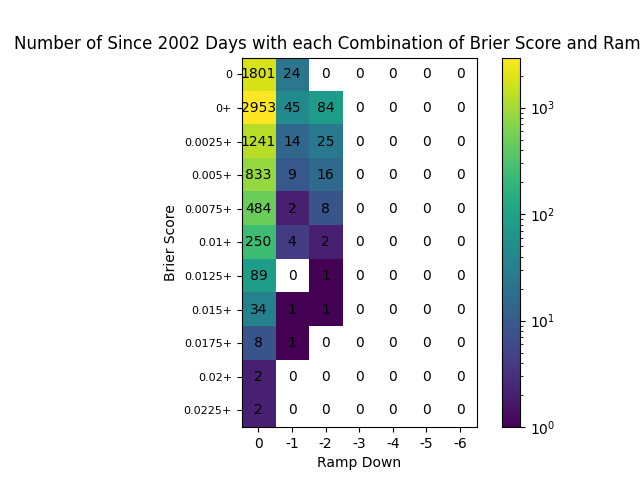 Number of Since 2002 Days with each Combination of Brier Score and Ram
0 1801 24 0 0 0 0 0
0+ 2953 45 84 0 0 0 0
0.0025+ 1241 14 25 0 0 0 0
0.005+ 833 9 16 0 0 0 0
0.0075+ 484 2 8 0 0 0 0
0.01+ 250 4 2 0 0 0 0
0.0125+ 89 0 1 0 0 0 0
0.015+ 34 1 1 0 0 0 0
0.0175+ 8 1 0 0 0 0 0
0.02+ 2 0 0 0 0 0 0
0.0225+ 2 0 0 0 0 0 0
0 -1 -2 -3 -4 -5 -6
Ramp Down
Brier Score
10³
10²
10¹
10⁰